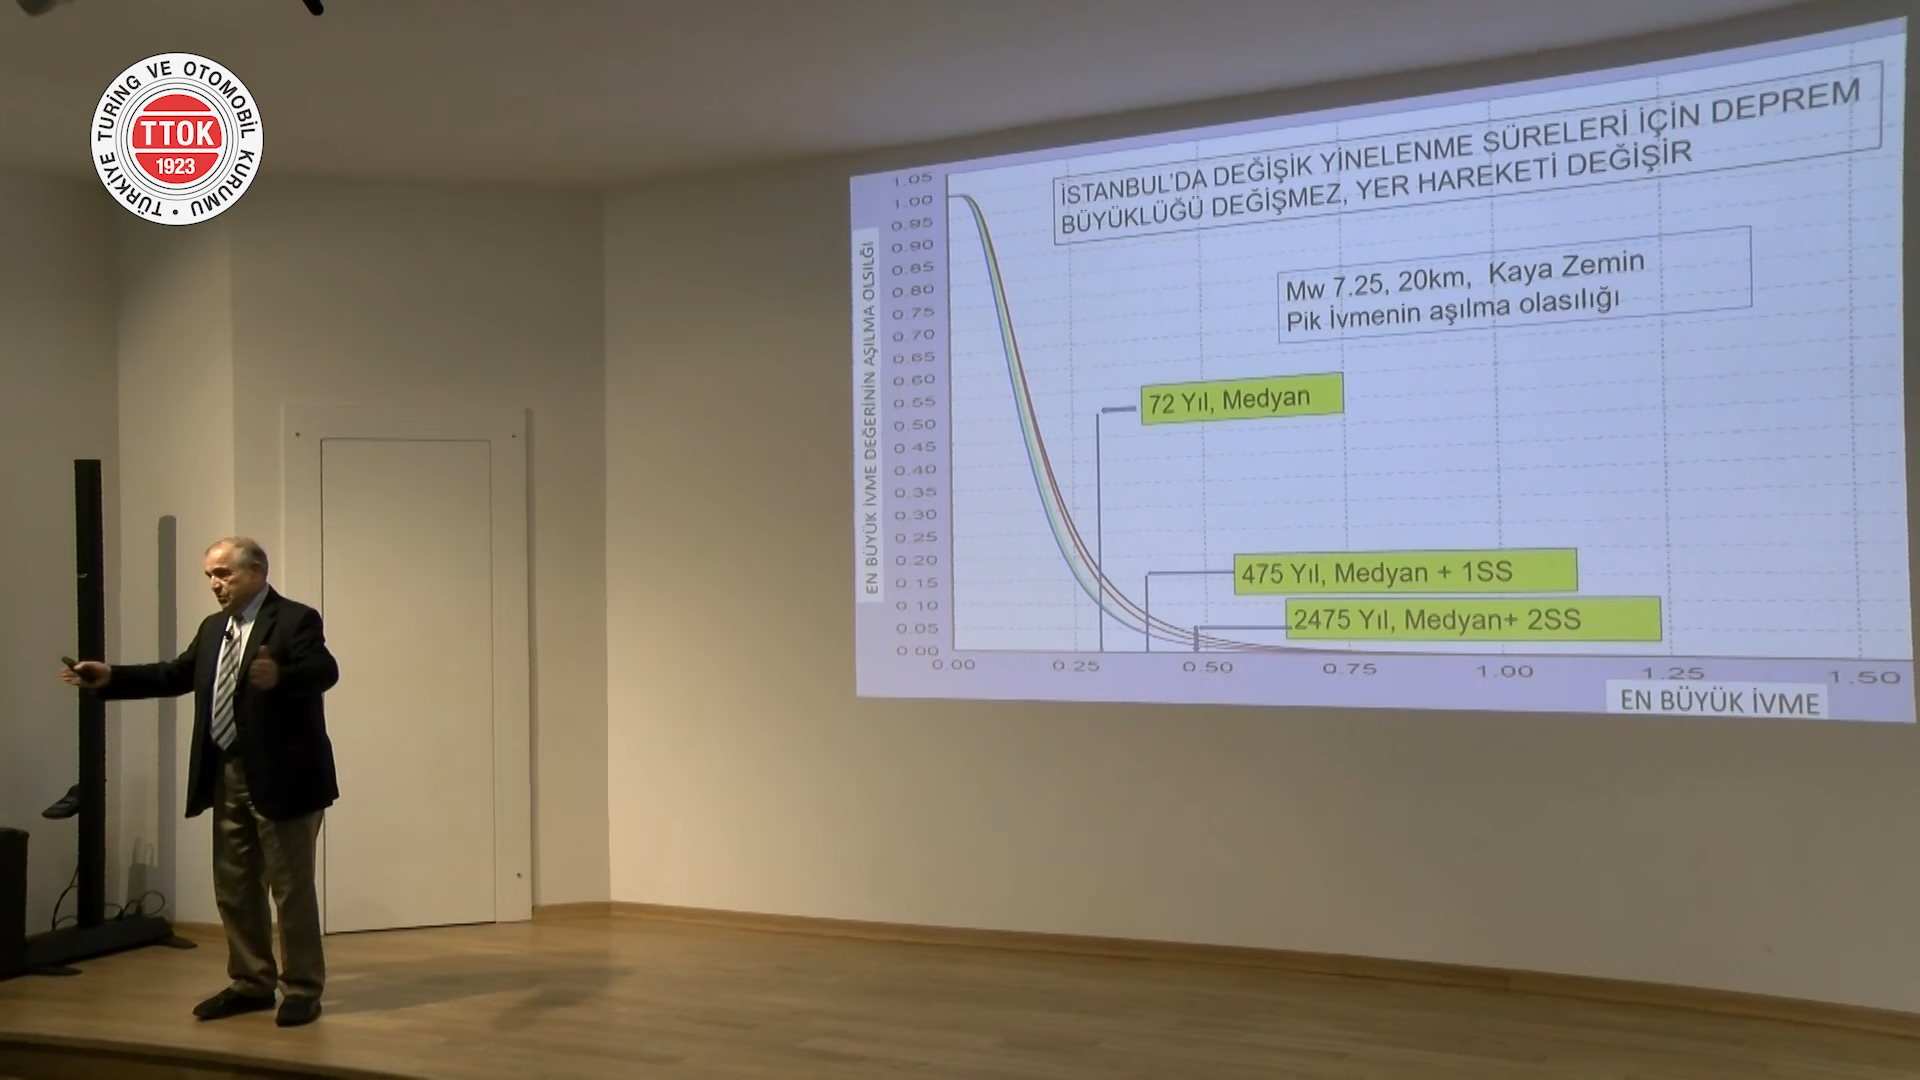 TÜRKİYE TURİNG VE OTOMOBİL KURUMU •
TTOK
1923
İSTANBUL'DA DEĞİŞİK YİNELENME SÜRELERİ İÇİN DEPREM
BÜYÜKLÜĞÜ DEĞİŞMEZ, YER HAREKETİ DEĞİŞİR
Mw 7.25, 20km, Kaya Zemin
Pik İvmenin aşılma olasılığı
72 Yıl, Medyan
475 Yıl, Medyan + 1SS
2475 Yıl, Medyan+ 2SS
EN BÜYÜK İVME DEĞERİNİN AŞILMA OLSILĞI
1.05
1.00
0.95
0.90
0.85
0.80
0.75
0.70
0.65
0.60
0.55
0.50
0.45
0.40
0.35
0.30
0.25
0.20
0.15
0.10
0.05
0.00
0.00 0.25 0.50 0.75 1.00 1.25 1.50
EN BÜYÜK İVME